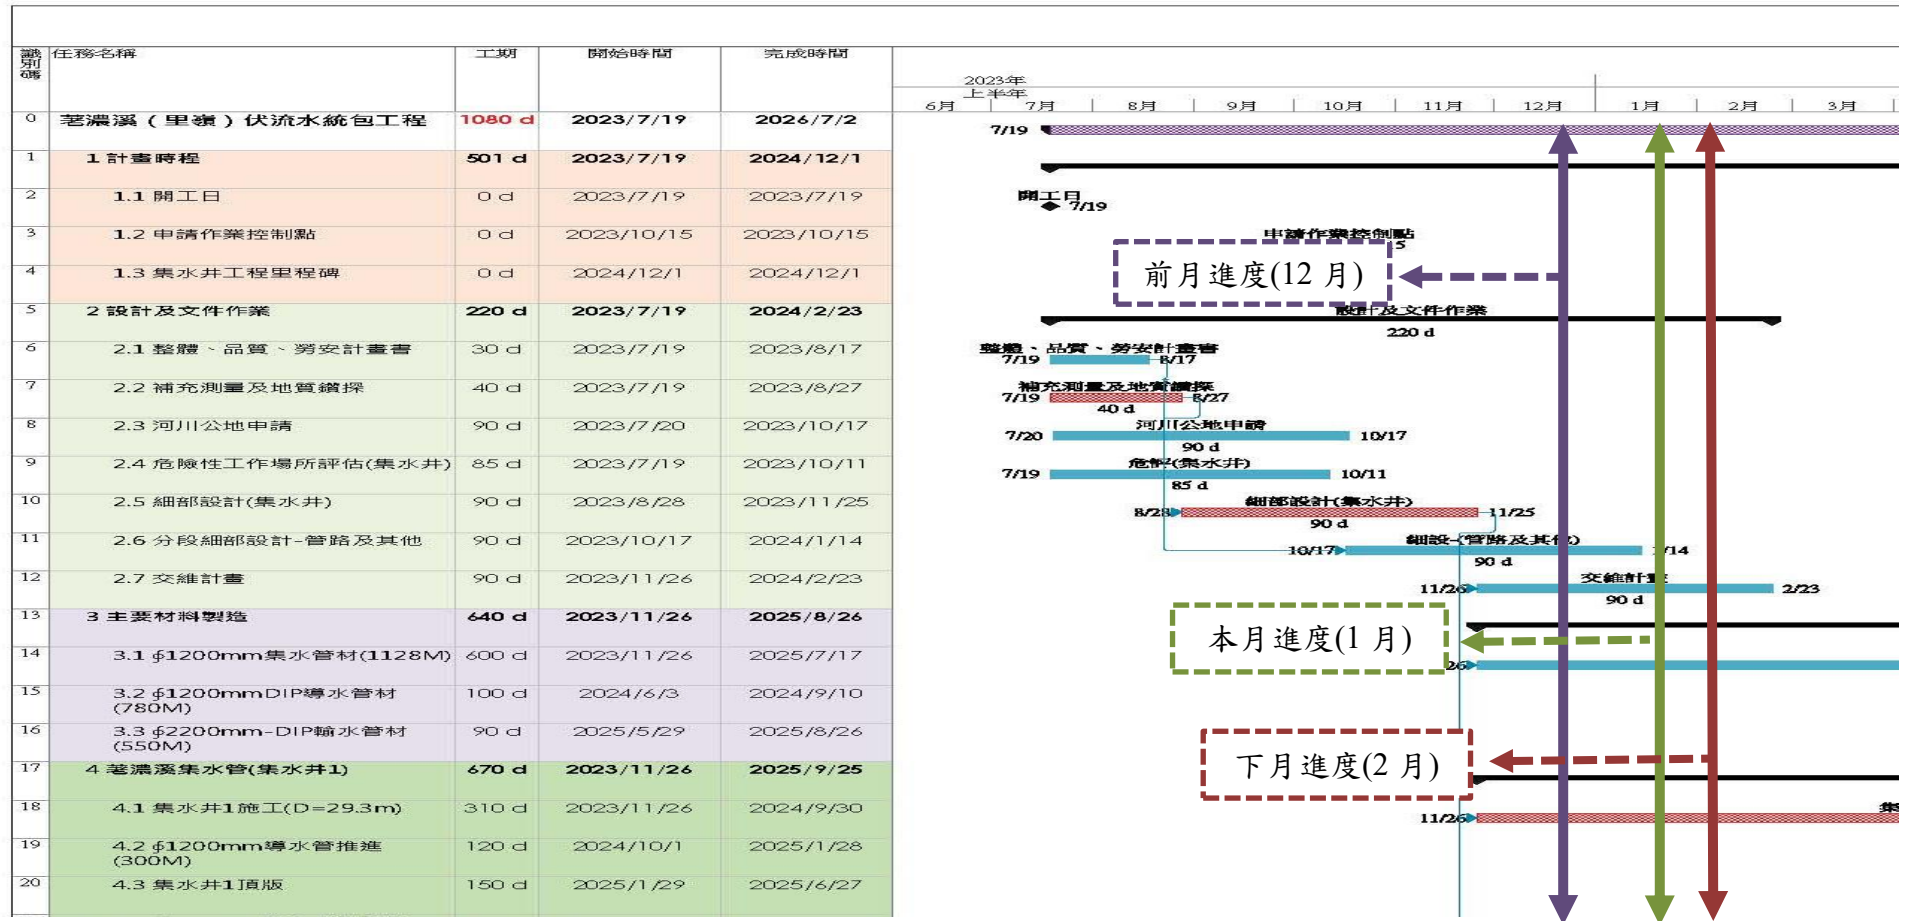 識別碼 任務名稱 工期 開始時間 完成時間
2023年
上半年
6月 7月 8月 9月 10月 11月 12月 1月 2月 3月
0 荖濃溪（里嶺）伏流水統包工程 1080 d 2023/7/19 2026/7/2
7/19
1 1 計畫時程 501 d 2023/7/19 2024/12/1
2 1.1 開工日 0 d 2023/7/19 2023/7/19
開工日
7/19
3 1.2 申請作業控制點 0 d 2023/10/15 2023/10/15
申請作業控制點
4 1.3 集水井工程里程碑 0 d 2024/12/1 2024/12/1
前月進度(12 月)
5 2 設計及文件作業 220 d 2023/7/19 2024/2/23
設計及文件作業
220 d
6 2.1 整體、品質、勞安計畫書 30 d 2023/7/19 2023/8/17
整體、品質、勞安計畫書
7/19 8/17
7 2.2 補充測量及地質鑽探 40 d 2023/7/19 2023/8/27
補充測量及地質鑽探
7/19 8/27
40 d
8 2.3 河川公地申請 90 d 2023/7/20 2023/10/17
河川公地申請
7/20 10/17
90 d
9 2.4 危險性工作場所評估(集水井) 85 d 2023/7/19 2023/10/11
危評(集水井)
7/19 10/11
85 d
10 2.5 細部設計(集水井) 90 d 2023/8/28 2023/11/25
細部設計(集水井)
8/28 11/25
90 d
11 2.6 分段細部設計-管路及其他 90 d 2023/10/17 2024/1/14
細設-(管路及其他)
10/17 /14
90 d
12 2.7 交維計畫 90 d 2023/11/26 2024/2/23
交維計畫
11/26 2/23
90 d
13 3 主要材料製造 640 d 2023/11/26 2025/8/26
本月進度(1 月)
14 3.1 ∮1200mm集水管材(1128M) 600 d 2023/11/26 2025/7/17
26
15 3.2 ∮1200mmDIP導水管材
(780M) 100 d 2024/6/3 2024/9/10
16 3.3 ∮2200mm-DIP輸水管材
(550M) 90 d 2025/5/29 2025/8/26
下月進度(2 月)
17 4 荖濃溪集水管(集水井1) 670 d 2023/11/26 2025/9/25
18 4.1 集水井1施工(D=29.3m) 310 d 2023/11/26 2024/9/30
集
11/26
19 4.2 ∮1200mm導水管推進
(300M) 120 d 2024/10/1 2025/1/28
20 4.3 集水井1頂版 150 d 2025/1/29 2025/6/27